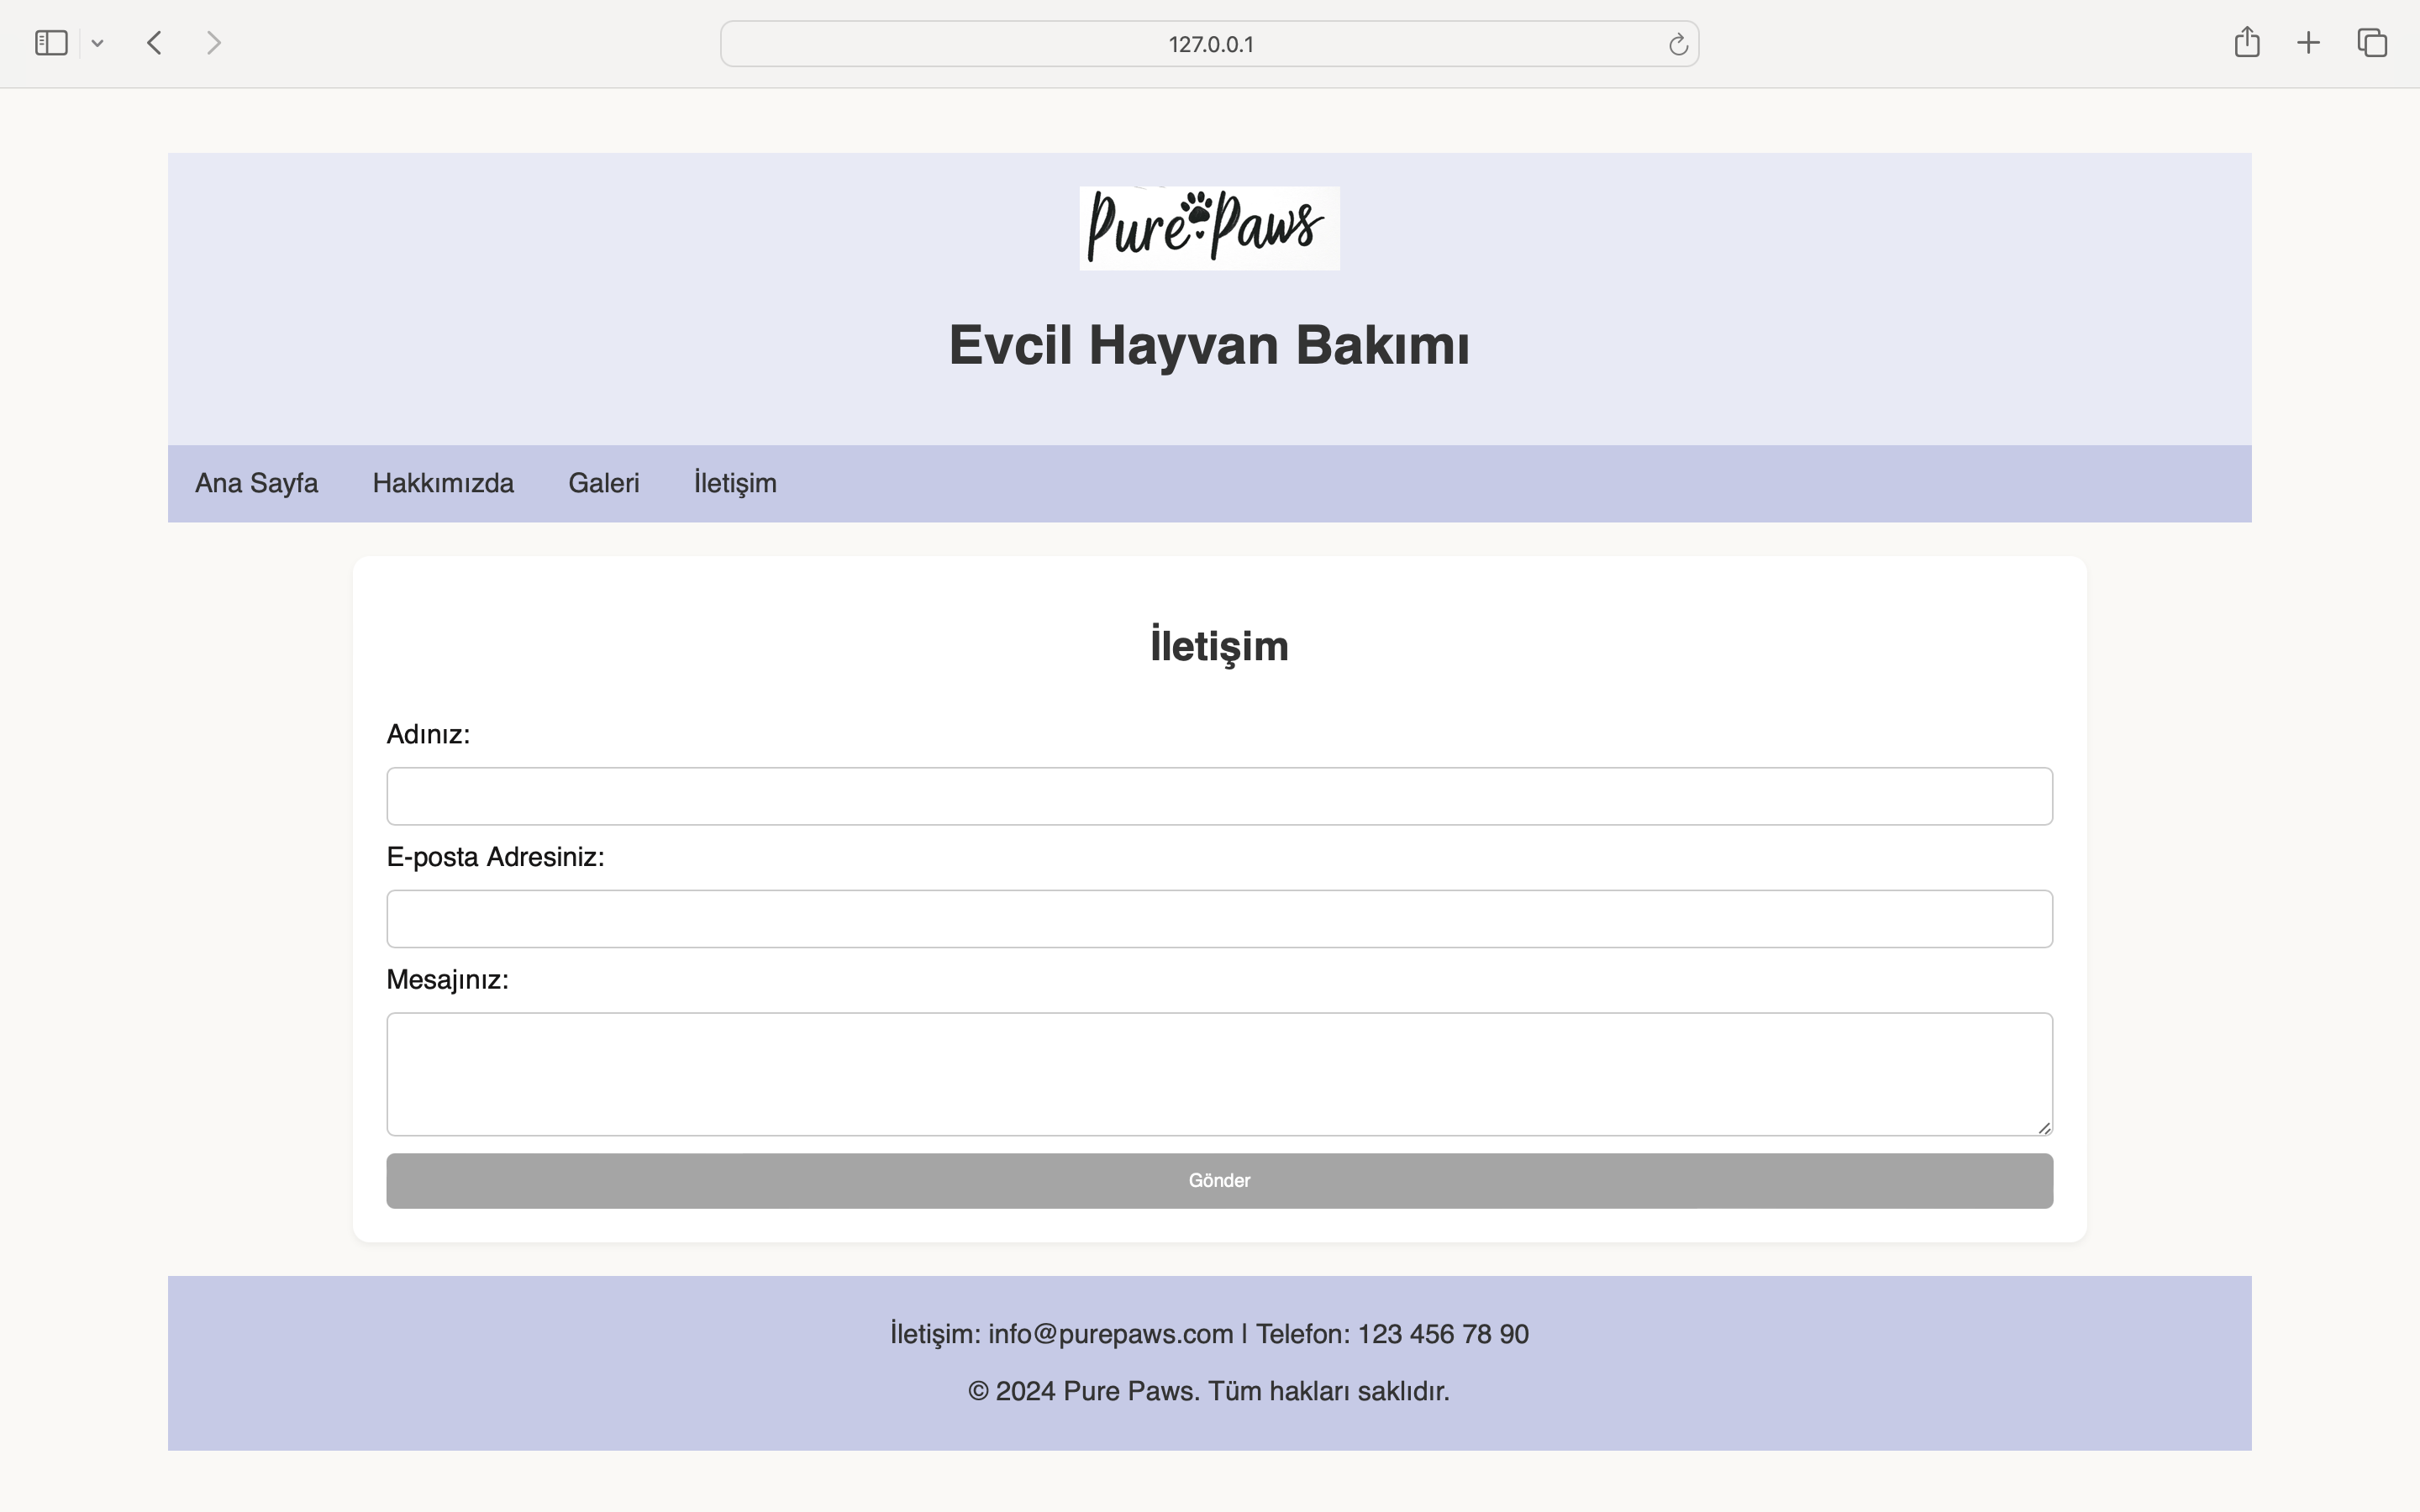 127.0.0.1
Pure Paws
Evcil Hayvan Bakımı
Ana Sayfa Hakkımızda Galeri İletişim
İletişim
Adınız:
E-posta Adresiniz:
Mesajınız:
Gönder
İletişim: info@purepaws.com | Telefon: 123 456 78 90
© 2024 Pure Paws. Tüm hakları saklıdır.